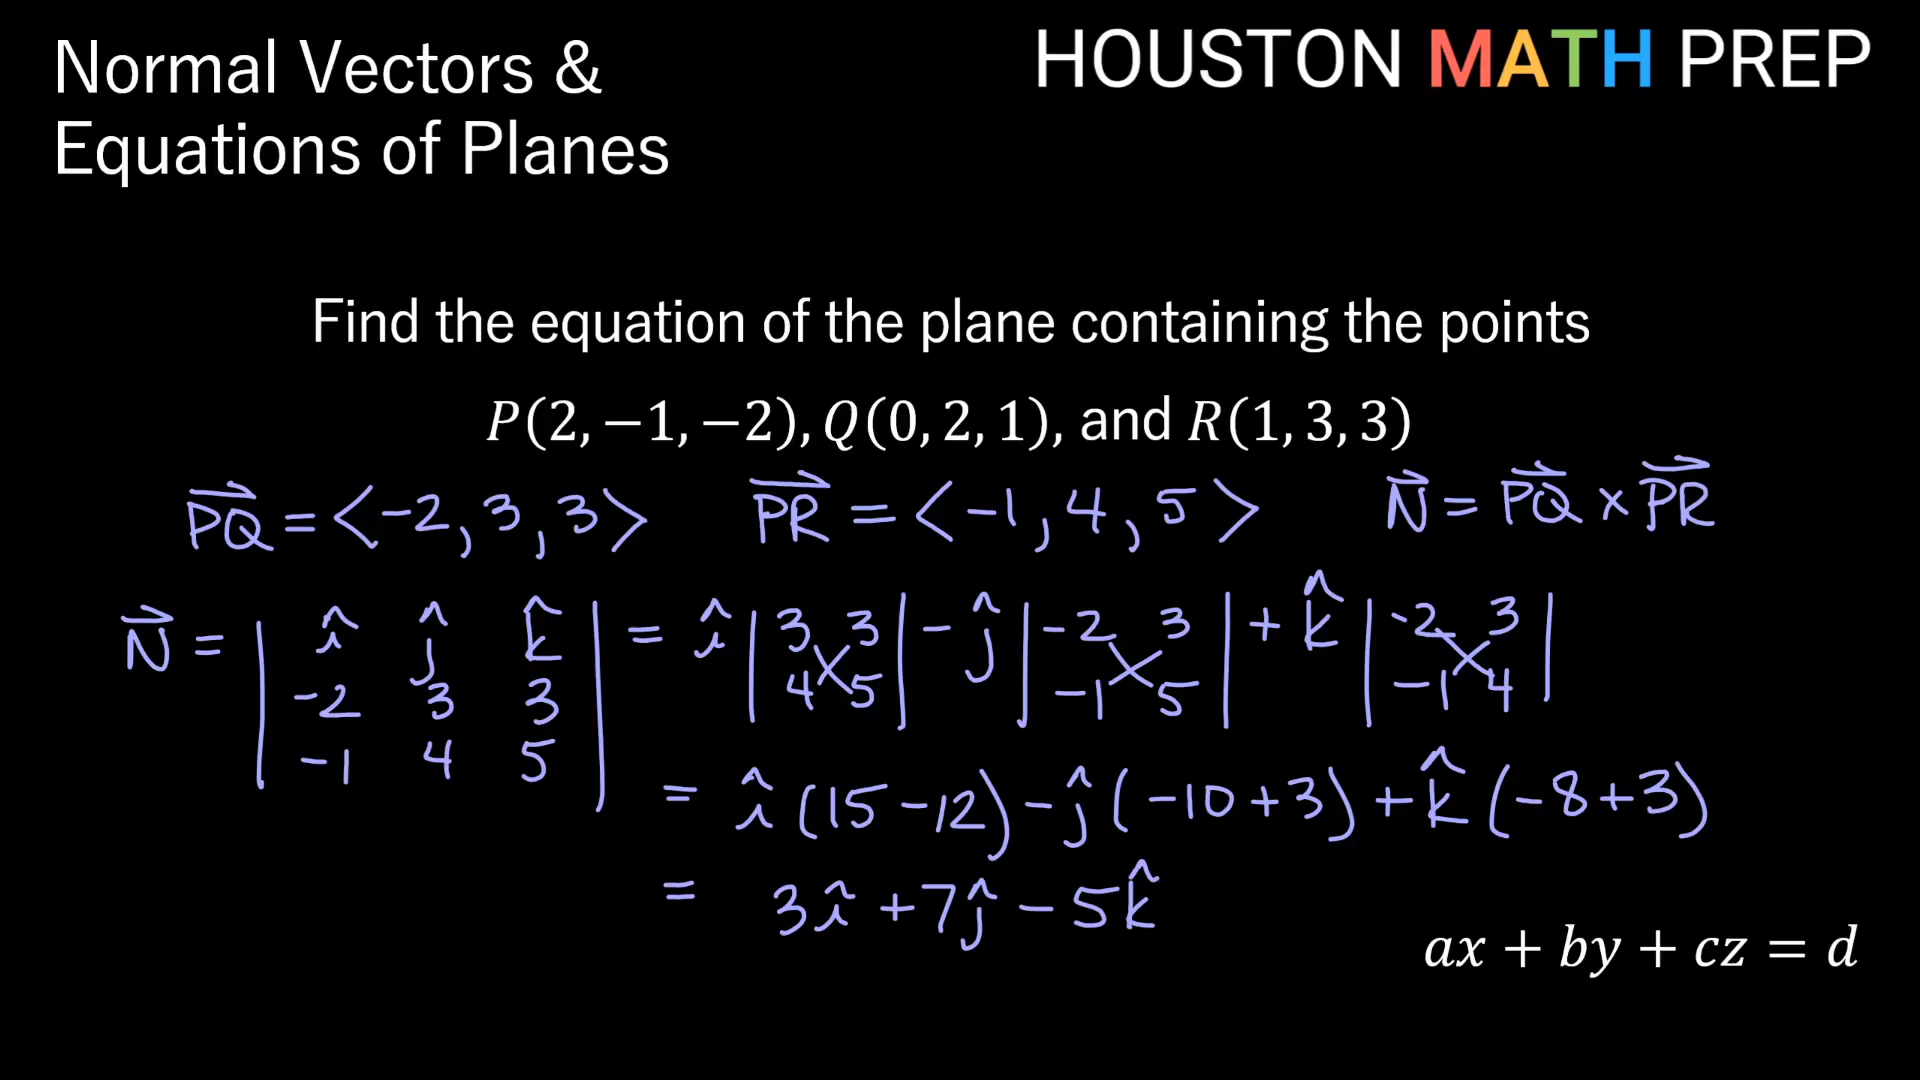 Normal Vectors &
Equations of Planes
HOUSTON MATH PREP
Find the equation of the plane containing the points
P(2, −1, −2), Q(0, 2, 1), and R(1, 3, 3)
PQ⃗ = <-2, 3, 3> PR⃗ = <-1, 4, 5> N⃗ = PQ⃗ × PR⃗
N⃗ = | î ĵ k̂ | = î | 3 3 | - ĵ | -2 3 | + k̂ | -2 3 |
-2 3 3 4 5 -1 5 -1 4
-1 4 5
= î (15 - 12) - ĵ (-10 + 3) + k̂ (-8 + 3)
= 3î + 7ĵ - 5k̂
ax + by + cz = d